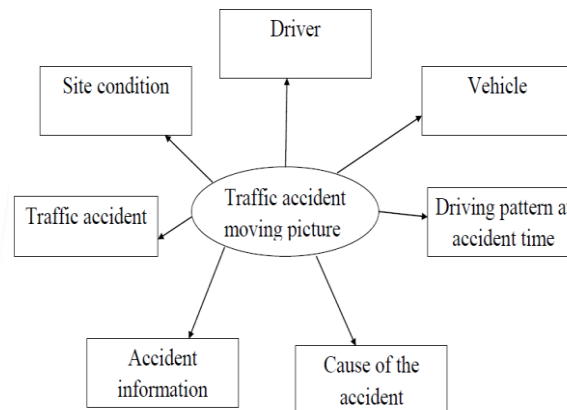 Driver
Site condition
Vehicle
Traffic accident
Traffic accident
moving picture
Driving pattern at
accident time
Accident
information
Cause of the
accident